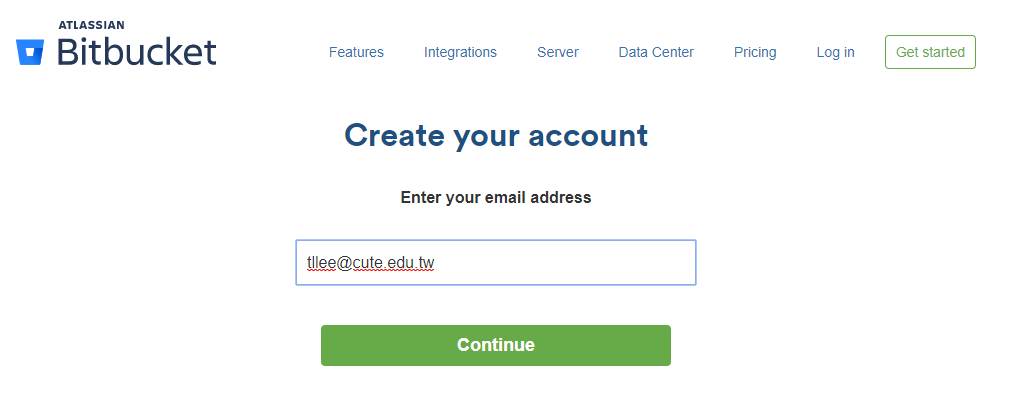 ATLASSIAN
Bitbucket
Features Integrations Server Data Center Pricing Log in Get started
Create your account
Enter your email address
tllee@cute.edu.tw
Continue